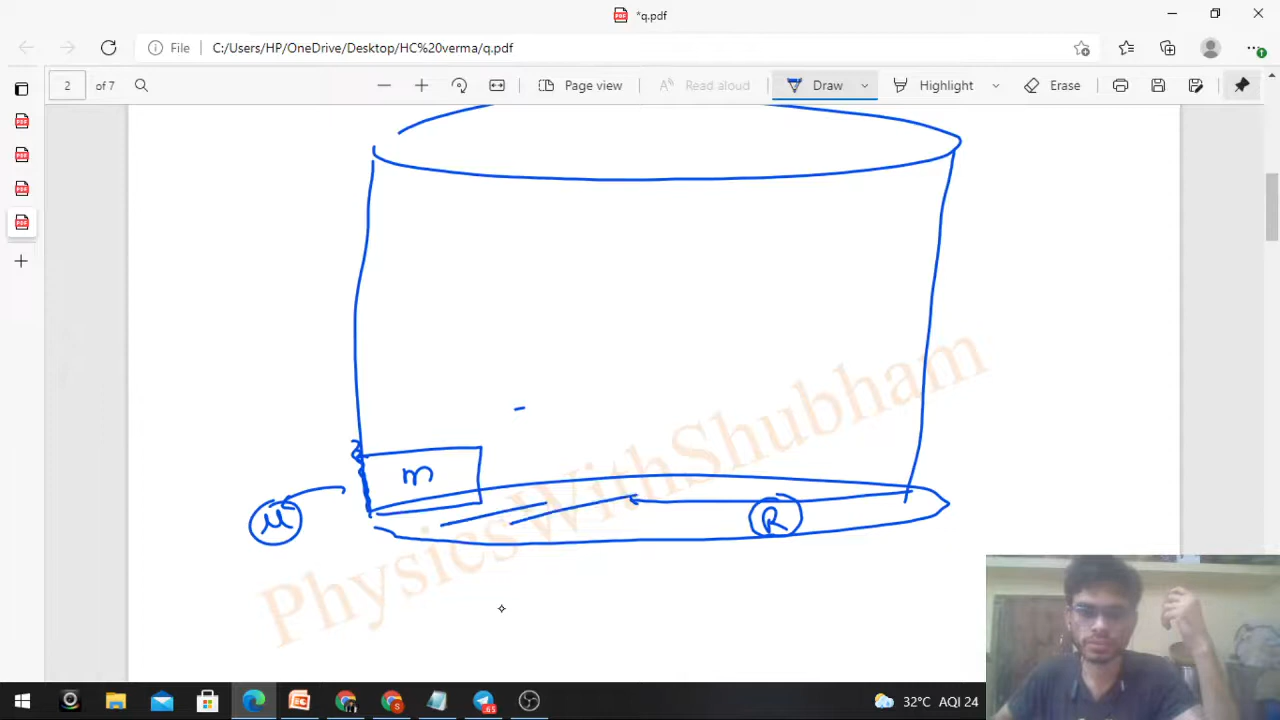 *q.pdf
File C:/Users/HP/OneDrive/Desktop/HC%20verma/q.pdf
2 of 7 Page view Read aloud Draw Highlight Erase
m
μ
R
PhysicsWithShubham
32°C AQI 24